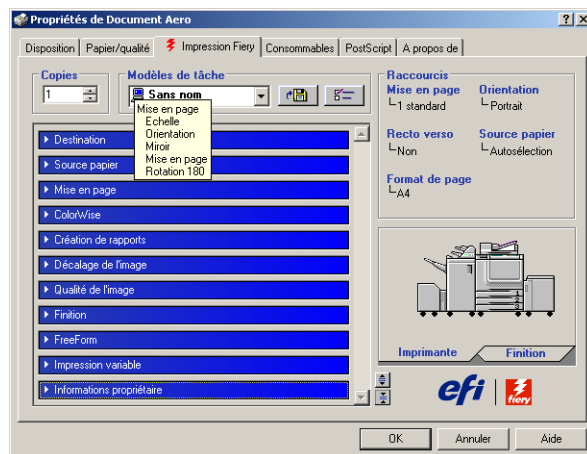 Propriétés de Document Aero
Disposition Papier/qualité Impression Fiery Consommables PostScript A propos de
Copies
1
Modèles de tâche
Sans nom
Mise en page
Echelle
Orientation
Miroir
Mise en page
Rotation 180
Destination
Source papier
Mise en page
ColorWise
Création de rapports
Décalage de l'image
Qualité de l'image
Finition
FreeForm
Impression variable
Informations propriétaire
Raccourcis
Mise en page Orientation
1 standard Portrait
Recto verso Source papier
Non Autosélection
Format de page
A4
1
2
3
Imprimante Finition
efi fiery
OK Annuler Aide